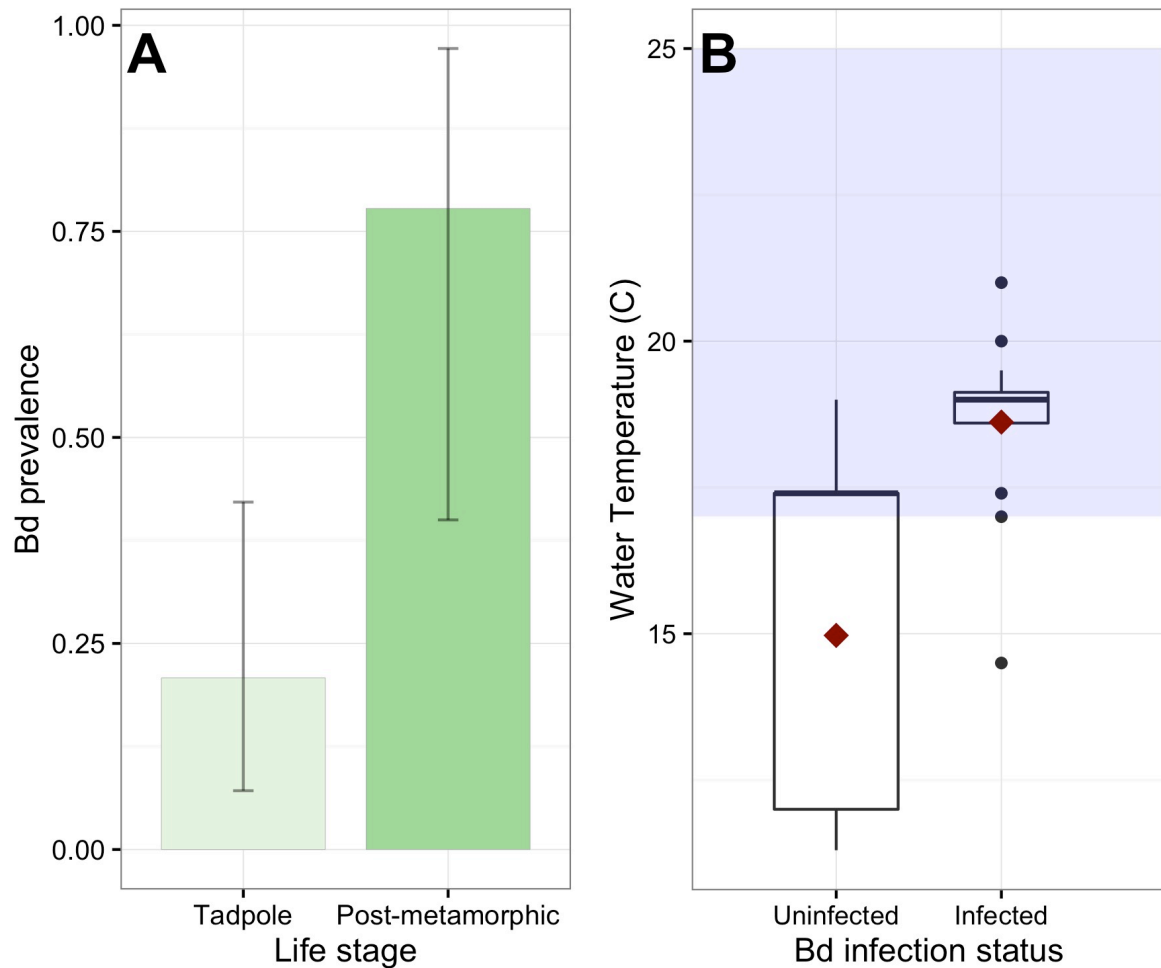 A
Bd prevalence
1.00
0.75
0.50
0.25
0.00
Tadpole Post-metamorphic
Life stage
B
Water Temperature (C)
25
20
15
Uninfected Infected
Bd infection status